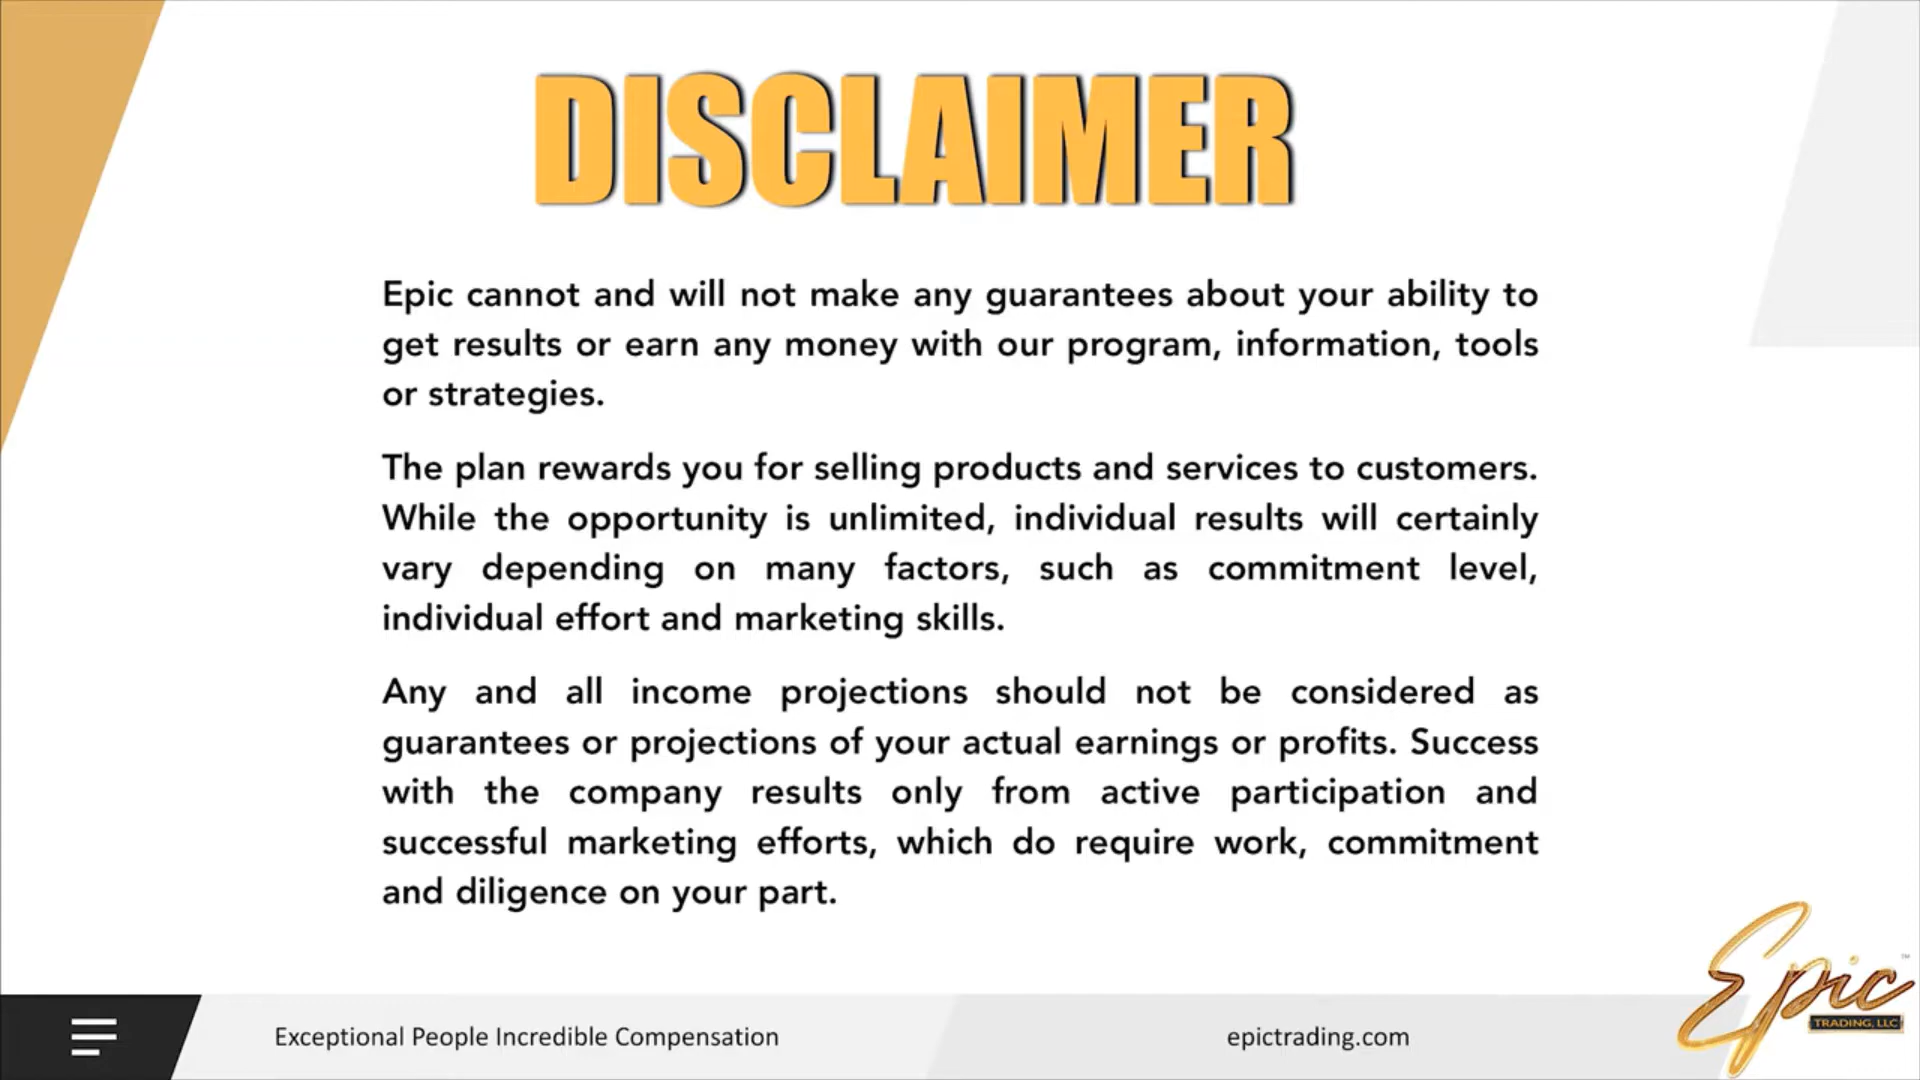 DISCLAIMER
Epic cannot and will not make any guarantees about your ability to
get results or earn any money with our program, information, tools
or strategies.
The plan rewards you for selling products and services to customers.
While the opportunity is unlimited, individual results will certainly
vary depending on many factors, such as commitment level,
individual effort and marketing skills.
Any and all income projections should not be considered as
guarantees or projections of your actual earnings or profits. Success
with the company results only from active participation and
successful marketing efforts, which do require work, commitment
and diligence on your part.
Exceptional People Incredible Compensation
epictrading.com
Epic™
TRADING, LLC